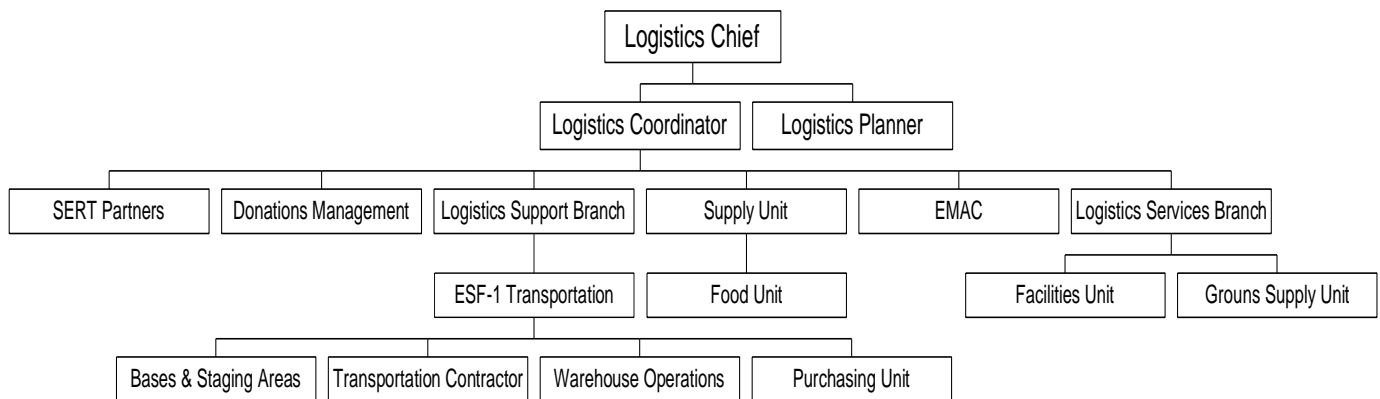 Logistics Chief
Logistics Coordinator
Logistics Planner
SERT Partners
Donations Management
Logistics Support Branch
Supply Unit
EMAC
Logistics Services Branch
ESF-1 Transportation
Food Unit
Facilities Unit
Grouns Supply Unit
Bases & Staging Areas
Transportation Contractor
Warehouse Operations
Purchasing Unit